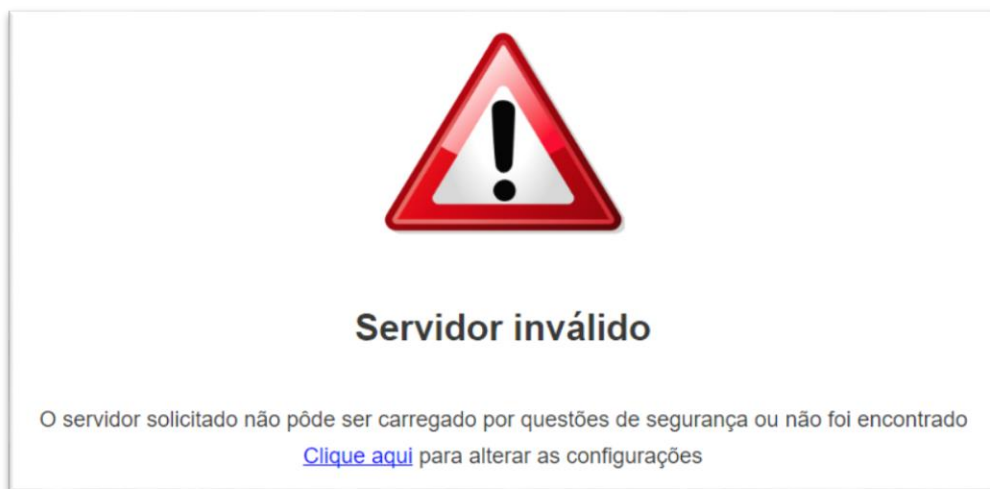 Servidor inválido
O servidor solicitado não pôde ser carregado por questões de segurança ou não foi encontrado
Clique aqui para alterar as configurações